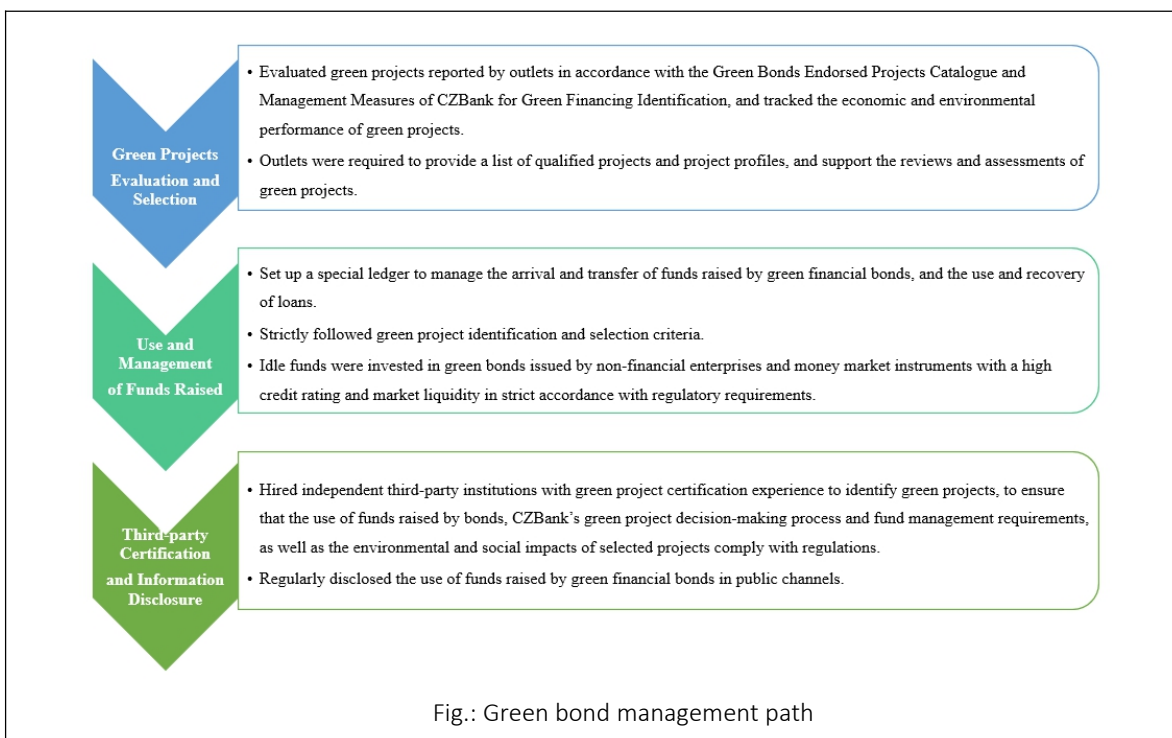 Green Projects
Evaluation and
Selection
• Evaluated green projects reported by outlets in accordance with the Green Bonds Endorsed Projects Catalogue and
Management Measures of CZBank for Green Financing Identification, and tracked the economic and environmental
performance of green projects.
• Outlets were required to provide a list of qualified projects and project profiles, and support the reviews and assessments of
green projects.
Use and
Management
of Funds Raised
• Set up a special ledger to manage the arrival and transfer of funds raised by green financial bonds, and the use and recovery
of loans.
• Strictly followed green project identification and selection criteria.
• Idle funds were invested in green bonds issued by non-financial enterprises and money market instruments with a high
credit rating and market liquidity in strict accordance with regulatory requirements.
Third-party
Certification
and Information
Disclosure
• Hired independent third-party institutions with green project certification experience to identify green projects, to ensure
that the use of funds raised by bonds, CZBank’s green project decision-making process and fund management requirements,
as well as the environmental and social impacts of selected projects comply with regulations.
• Regularly disclosed the use of funds raised by green financial bonds in public channels.
Fig.: Green bond management path